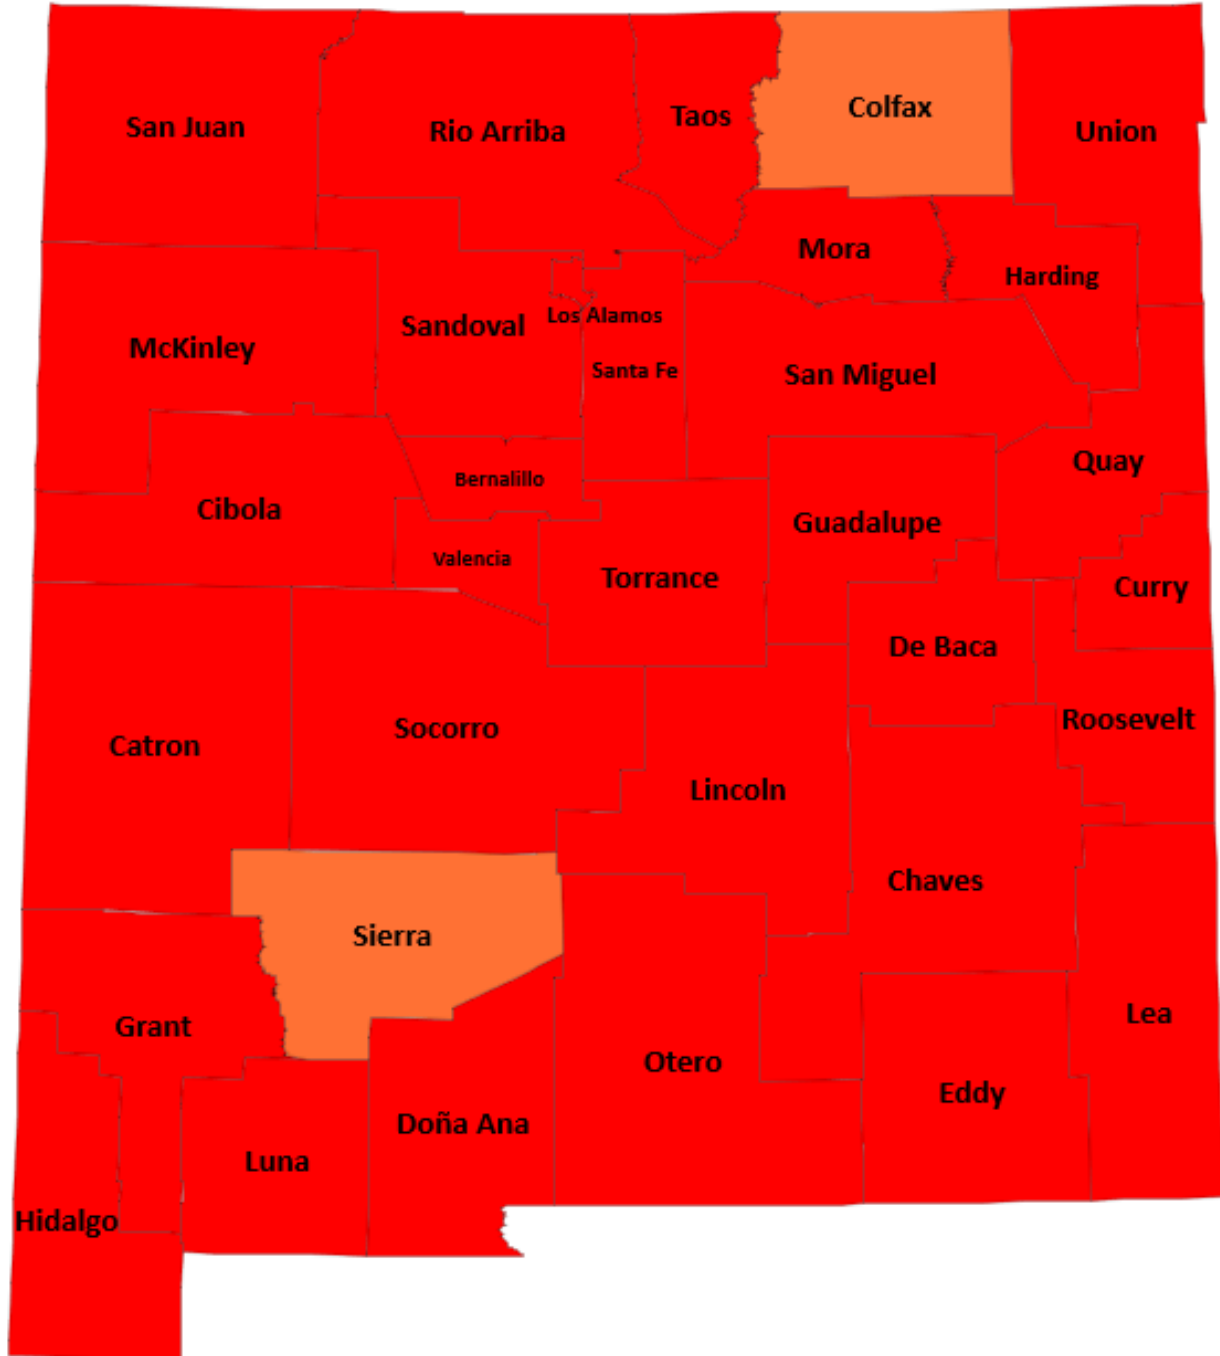 Colfax
Taos
San Juan
Rio Arriba
Union
Mora
Harding
Los Alamos
Sandoval
McKinley
Santa Fe
San Miguel
Quay
Bernalillo
Cibola
Guadalupe
Valencia
Torrance
Curry
De Baca
Roosevelt
Socorro
Catron
Lincoln
Chaves
Sierra
Lea
Grant
Otero
Eddy
Doña Ana
Luna
Hidalgo